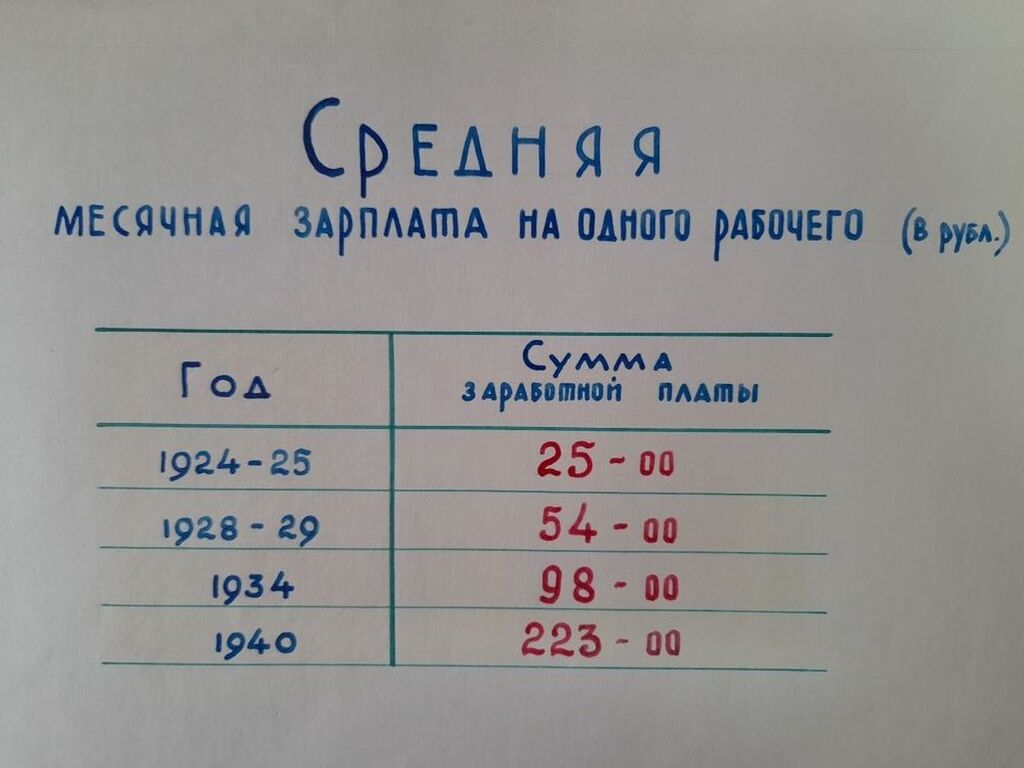 Средняя
месячная зарплата на одного рабочего (в рубл.)
Год
Сумма
заработной платы
1924-25 25-00
1928-29 54-00
1934 98-00
1940 223-00